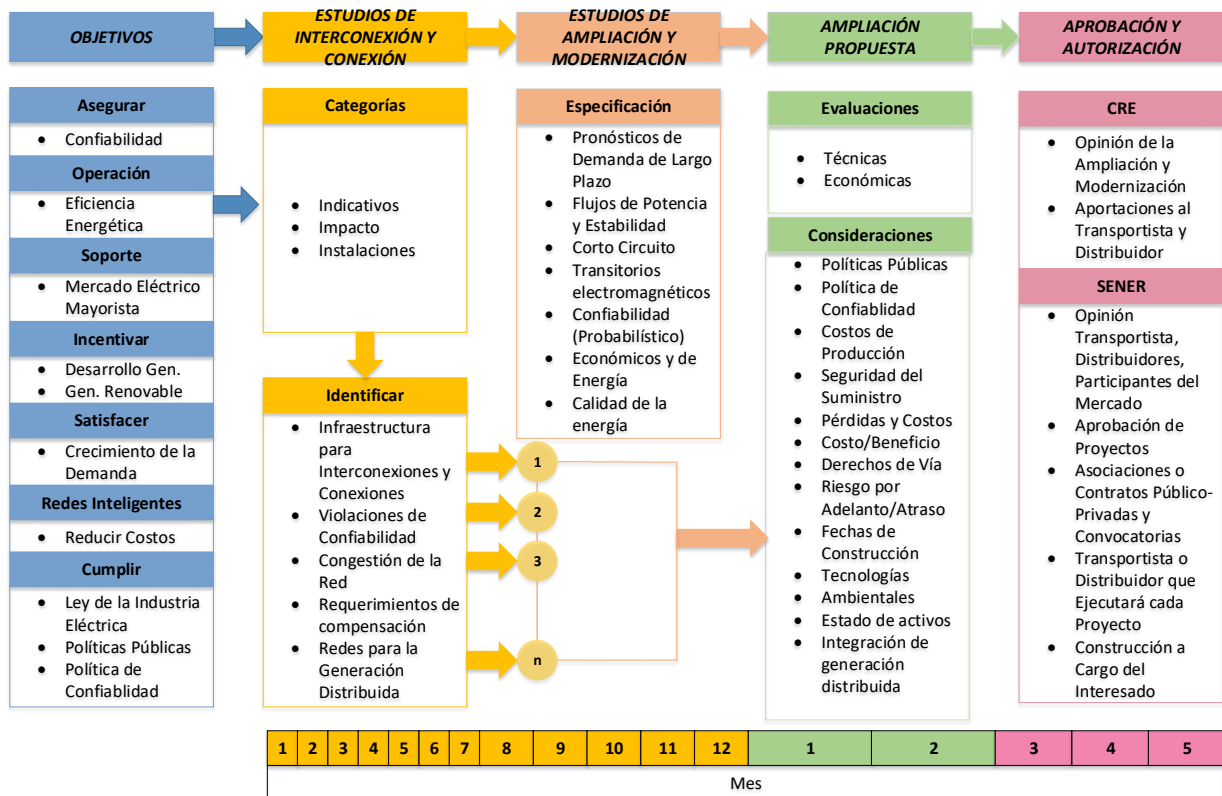 OBJETIVOS
ESTUDIOS DE
INTERCONEXIÓN Y
CONEXIÓN
ESTUDIOS DE
AMPLIACIÓN Y
MODERNIZACIÓN
AMPLIACIÓN
PROPUESTA
APROBACIÓN Y
AUTORIZACIÓN
Asegurar
• Confiabilidad
Operación
• Eficiencia
Energética
Soporte
• Mercado Eléctrico
Mayorista
Incentivar
• Desarrollo Gen.
• Gen. Renovable
Satisfacer
• Crecimiento de la
Demanda
Redes Inteligentes
• Reducir Costos
Cumplir
• Ley de la Industria
Eléctrica
• Políticas Públicas
• Política de
Confiablidad
Categorías
• Indicativos
• Impacto
• Instalaciones
Identificar
• Infraestructura
para
Interconexiones y
Conexiones
• Violaciones de
Confiabilidad
• Congestión de la
Red
• Requerimientos de
compensación
• Redes para la
Generación
Distribuida
Especificación
• Pronósticos de
Demanda de Largo
Plazo
• Flujos de Potencia
y Estabilidad
• Corto Circuito
• Transitorios
electromagnéticos
• Confiabilidad
(Probabilístico)
• Económicos y de
Energía
• Calidad de la
energía
1
2
3
n
Evaluaciones
• Técnicas
• Económicas
Consideraciones
• Políticas Públicas
• Política de
Confiablidad
• Costos de
Producción
• Seguridad del
Suministro
• Pérdidas y Costos
• Costo/Beneficio
• Derechos de Vía
• Riesgo por
Adelanto/Atraso
• Fechas de
Construcción
• Tecnologías
• Ambientales
• Estado de activos
• Integración de
generación
distribuida
CRE
• Opinión de la
Ampliación y
Modernización
• Aportaciones al
Transportista y
Distribuidor
SENER
• Opinión
Transportista,
Distribuidores,
Participantes del
Mercado
• Aprobación de
Proyectos
• Asociaciones o
Contratos Público-
Privadas y
Convocatorias
• Transportista o
Distribuidor que
Ejecutará cada
Proyecto
• Construcción a
Cargo del
Interesado
1 2 3 4 5 6 7 8 9 10 11 12 1 2 3 4 5
Mes